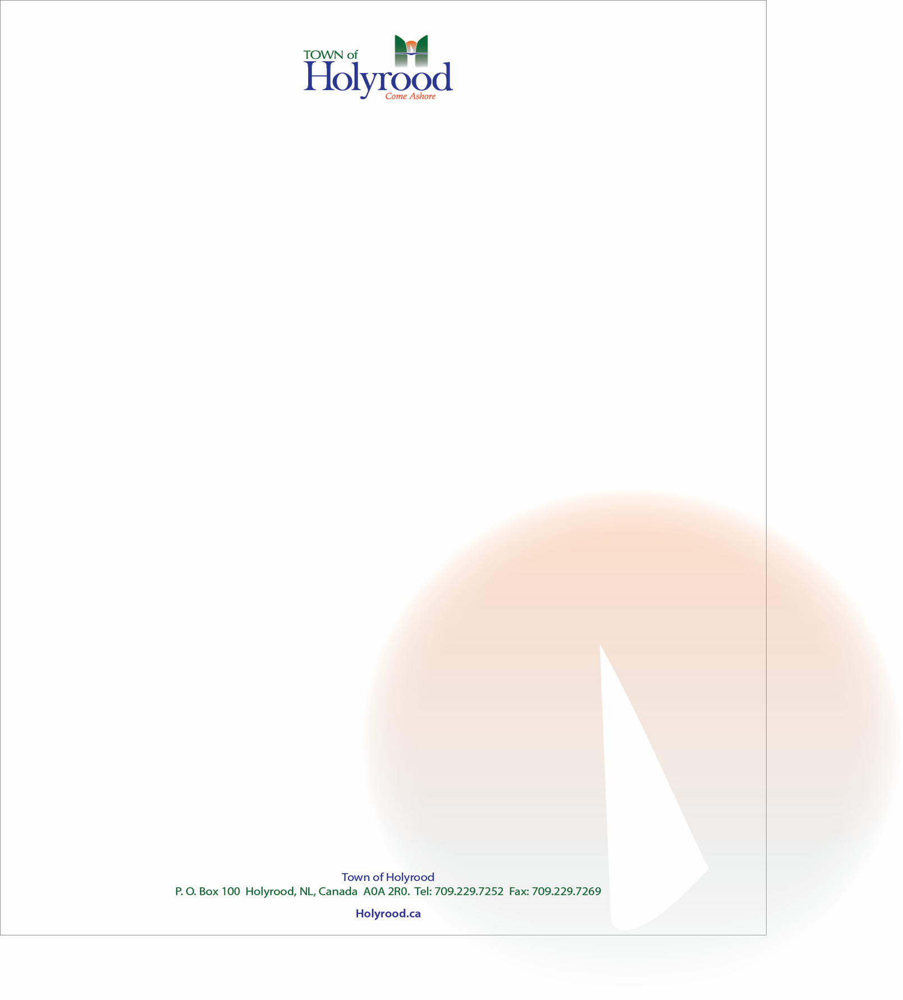 TOWN of
Holyrood
Come Ashore
Town of Holyrood
P. O. Box 100 Holyrood, NL, Canada A0A 2R0. Tel: 709.229.7252 Fax: 709.229.7269
Holyrood.ca